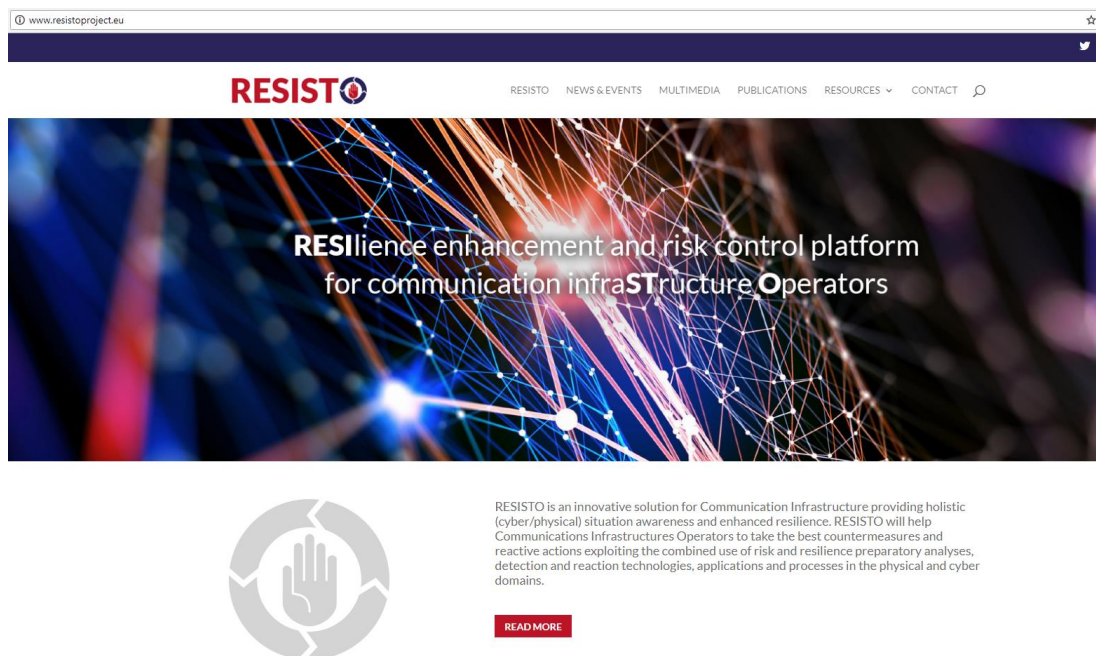 www.resistoproject.eu
RESISTO
RESISTO NEWS & EVENTS MULTIMEDIA PUBLICATIONS RESOURCES CONTACT
RESIlience enhancement and risk control platform
for communication infraSTructure Operators
RESISTO is an innovative solution for Communication Infrastructure providing holistic
(cyber/physical) situation awareness and enhanced resilience. RESISTO will help
Communications Infrastructures Operators to take the best countermeasures and
reactive actions exploiting the combined use of risk and resilience preparatory analyses,
detection and reaction technologies, applications and processes in the physical and cyber
domains.
READ MORE